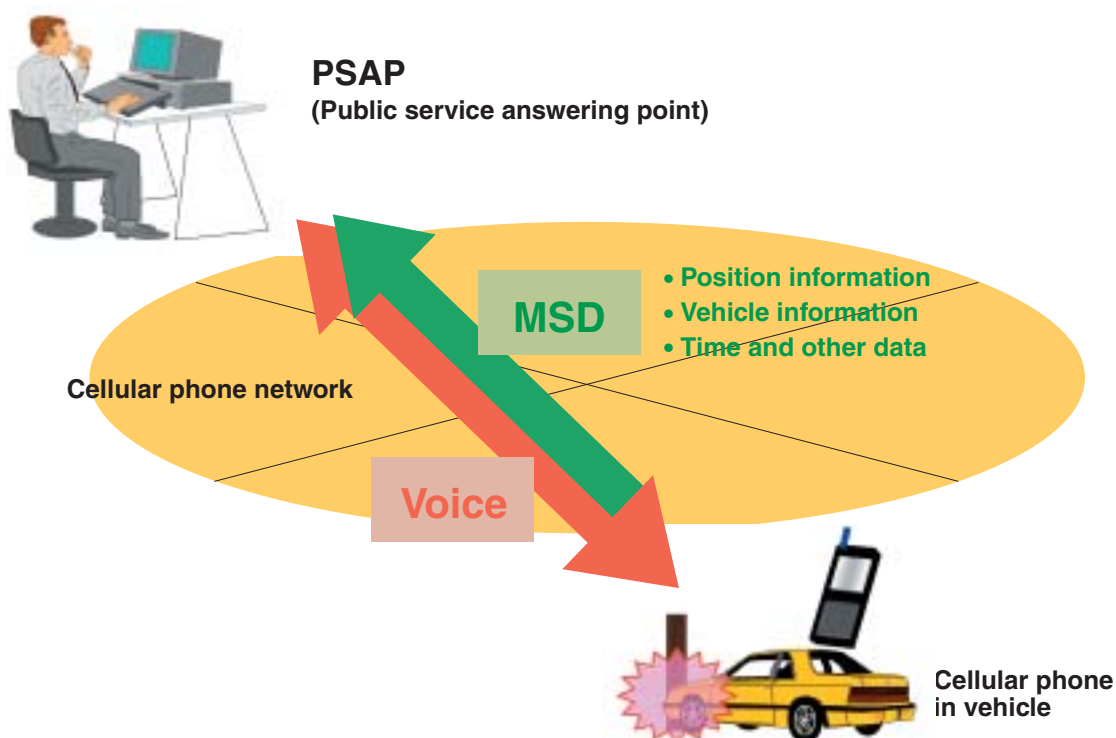 PSAP
(Public service answering point)
MSD
• Position information
• Vehicle information
• Time and other data
Cellular phone network
Voice
Cellular phone
in vehicle